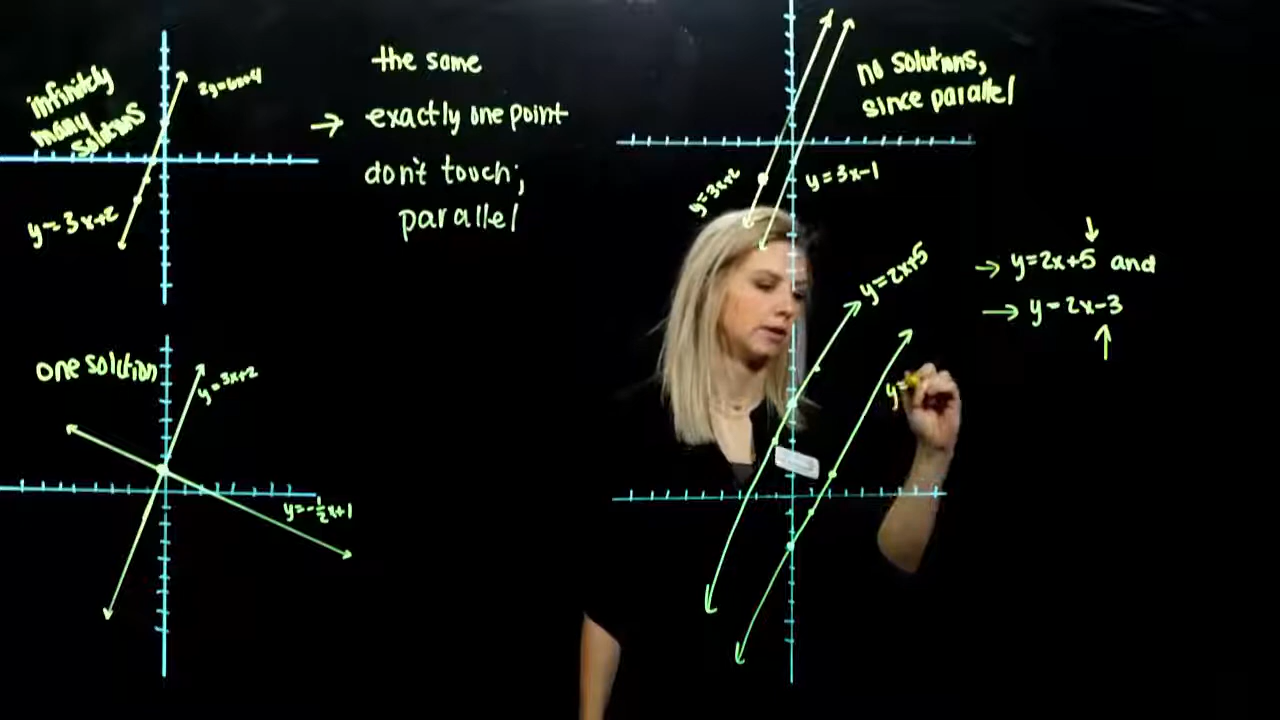 infinitely
many
solutions
2y=6x+4
y=3x+2
the same
→ exactly one point
don't touch;
parallel
one solution
y=3x+2
y=-1/2x+1
no solutions,
since parallel
y=3x+2
y=3x-1
y=2x+5
→ y=2x+5 and
→ y=2x-3
y=